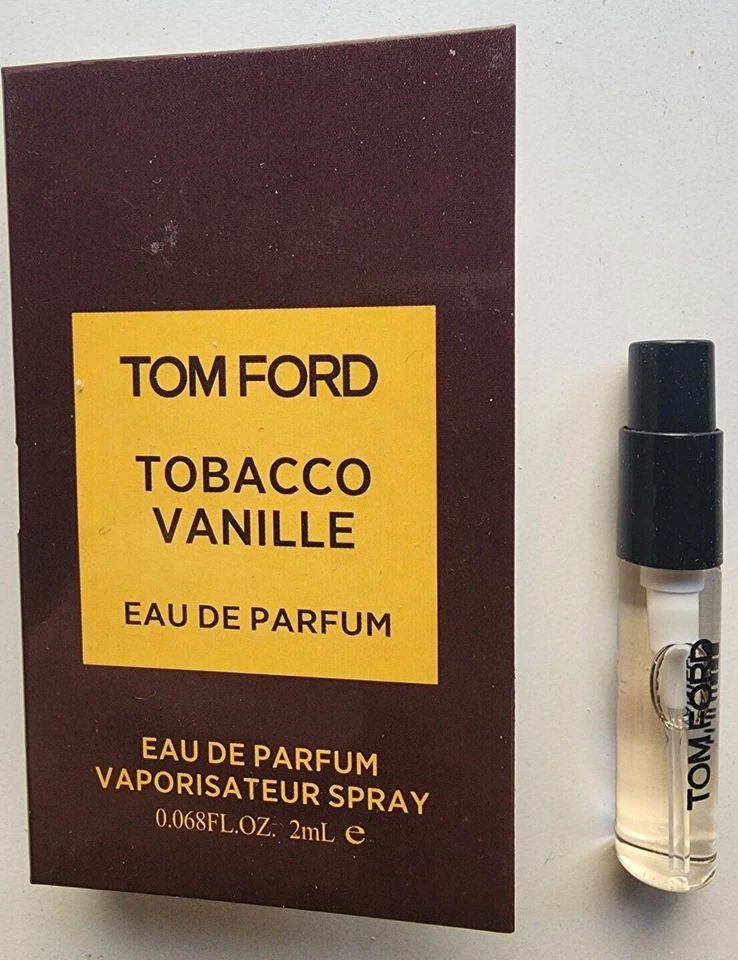 TOM FORD
TOBACCO
VANILLE
EAU DE PARFUM
EAU DE PARFUM
VAPORISATEUR SPRAY
0.068FL.OZ. 2mL e
TOM FORD